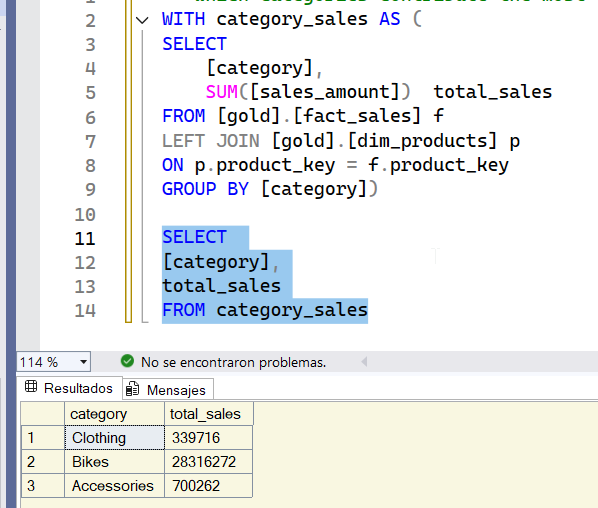 2 WITH category_sales AS (
3 SELECT
4 [category],
5 SUM([sales_amount]) total_sales
6 FROM [gold].[fact_sales] f
7 LEFT JOIN [gold].[dim_products] p
8 ON p.product_key = f.product_key
9 GROUP BY [category])
10
11 SELECT
12 [category],
13 total_sales
14 FROM category_sales
114 % No se encontraron problemas.
Resultados Mensajes
category total_sales
1 Clothing 339716
2 Bikes 28316272
3 Accessories 700262